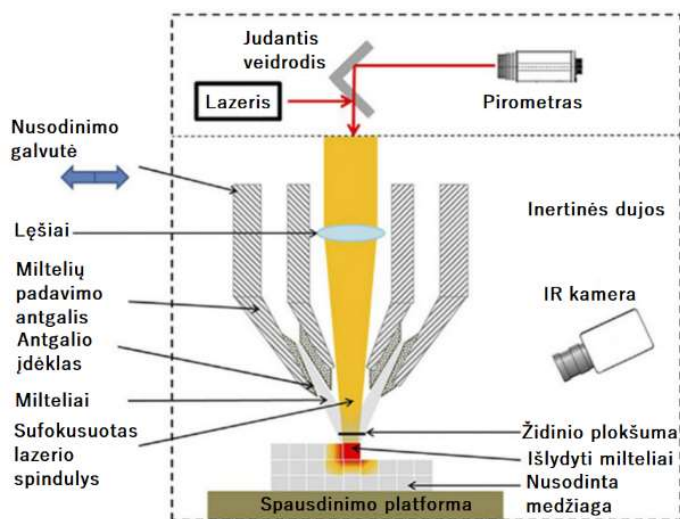 Judantis
veidrodis
Lazeris
Pirometras
Nusodinimo
galvutė
Inertinės dujos
Lęšiai
Miltelių
padavimo
antgalis
IR kamera
Antgalio
įdėklas
Milteliai
Sufokusuotas
lazerio
spindulys
Židinio plokšuma
Išlydyti milteliai
Nusodinta
medžiaga
Spausdinimo platforma